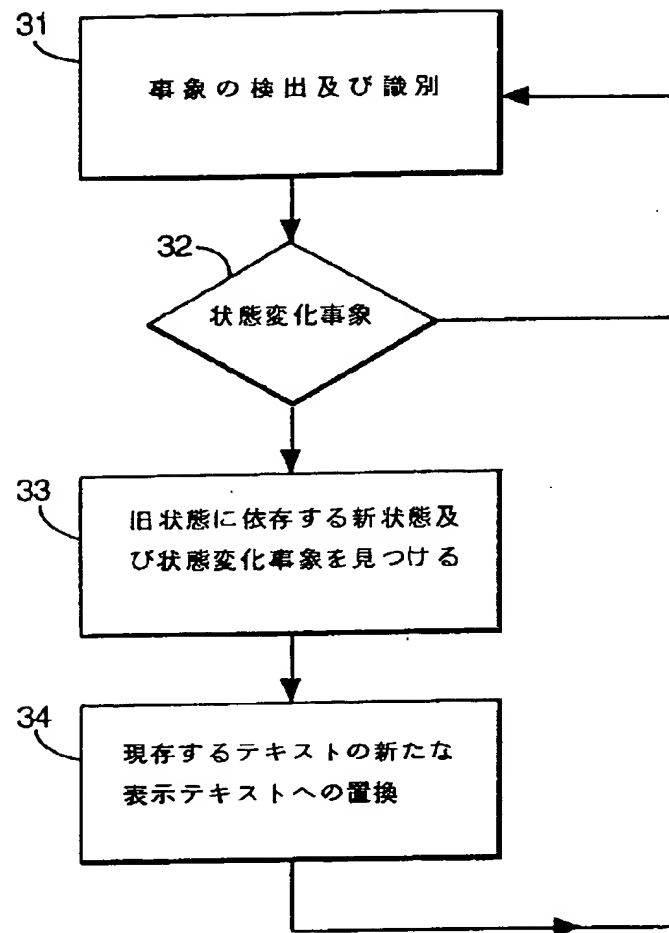 31
事象の検出及び識別
32
状態変化事象
33
旧状態に依存する新状態及
び状態変化事象を見つける
34
現存するテキストの新たな
表示テキストへの置換